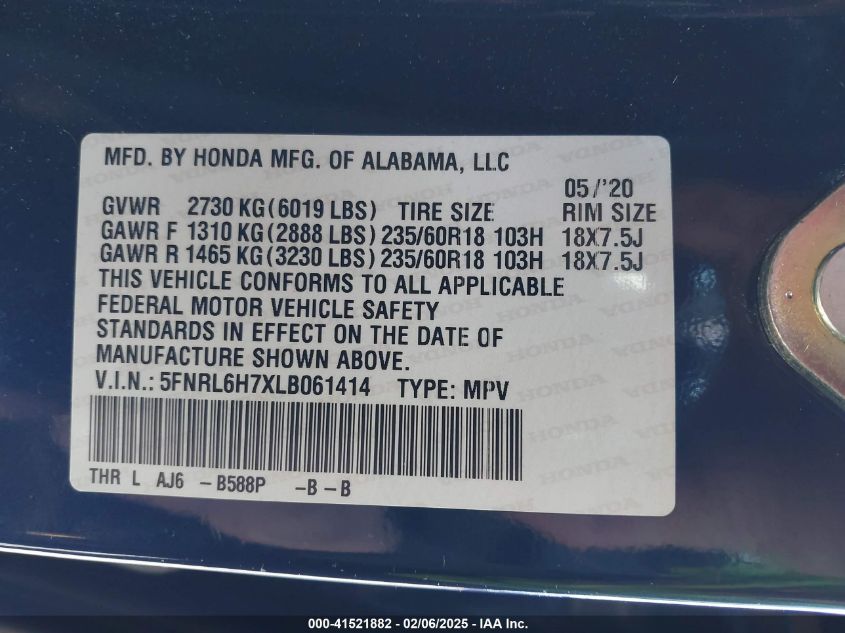 MFD. BY HONDA MFG. OF ALABAMA, LLC
05/'20
GVWR 2730 KG(6019 LBS) TIRE SIZE RIM SIZE
GAWR F 1310 KG(2888 LBS) 235/60R18 103H 18X7.5J
GAWR R 1465 KG(3230 LBS) 235/60R18 103H 18X7.5J
THIS VEHICLE CONFORMS TO ALL APPLICABLE
FEDERAL MOTOR VEHICLE SAFETY
STANDARDS IN EFFECT ON THE DATE OF
MANUFACTURE SHOWN ABOVE.
V.I.N.: 5FNRL6H7XLB061414 TYPE: MPV
THR L AJ6 -B588P -B -B
000-41521882 - 02/06/2025 - IAA Inc.